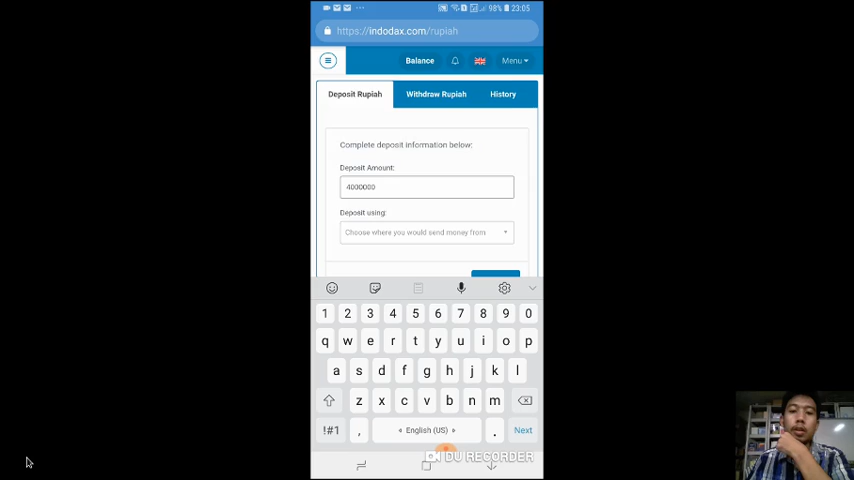 98% 23:05
https://indodax.com/rupiah
Balance Menu
Deposit Rupiah Withdraw Rupiah History
Complete deposit information below:
Deposit Amount:
4000000
Deposit using:
Choose where you would send money from
1 2 3 4 5 6 7 8 9 0
q w e r t y u i o p
a s d f g h j k l
z x c v b n m
!#1 , English (US) . Next
DU RECORDER